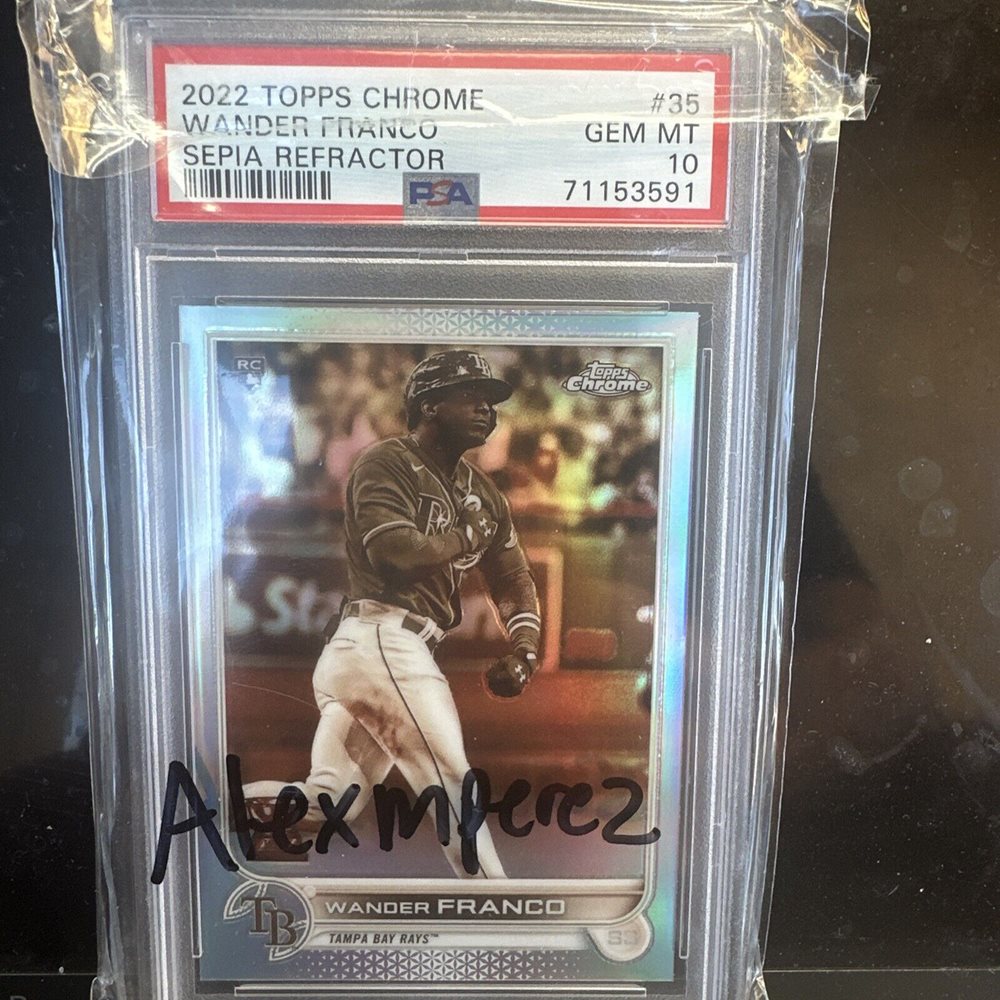 2022 TOPPS CHROME #35
WANDER FRANCO GEM MT
SEPIA REFRACTOR 10
PSA 71153591
RC
Topps
Chrome
Alexmperez
TB
WANDER FRANCO
TAMPA BAY RAYS™
SS